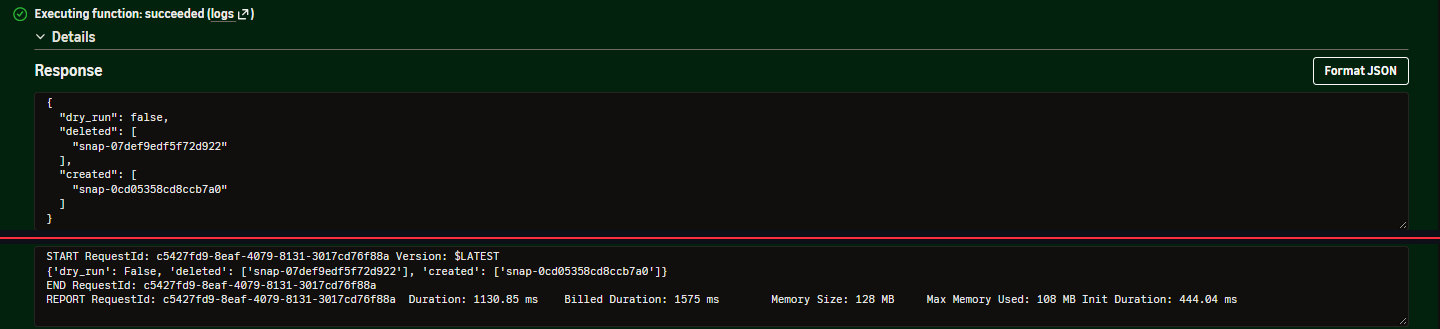 Executing function: succeeded (logs)
Details
Response
Format JSON
{
"dry_run": false,
"deleted": [
"snap-07def9edf5f72d922"
],
"created": [
"snap-0cd05358cd8ccb7a0"
]
}
START RequestId: c5427fd9-8eaf-4079-8131-3017cd76f88a Version: $LATEST
{'dry_run': False, 'deleted': ['snap-07def9edf5f72d922'], 'created': ['snap-0cd05358cd8ccb7a0']}
END RequestId: c5427fd9-8eaf-4079-8131-3017cd76f88a
REPORT RequestId: c5427fd9-8eaf-4079-8131-3017cd76f88a Duration: 1130.85 ms Billed Duration: 1575 ms Memory Size: 128 MB Max Memory Used: 108 MB Init Duration: 444.04 ms